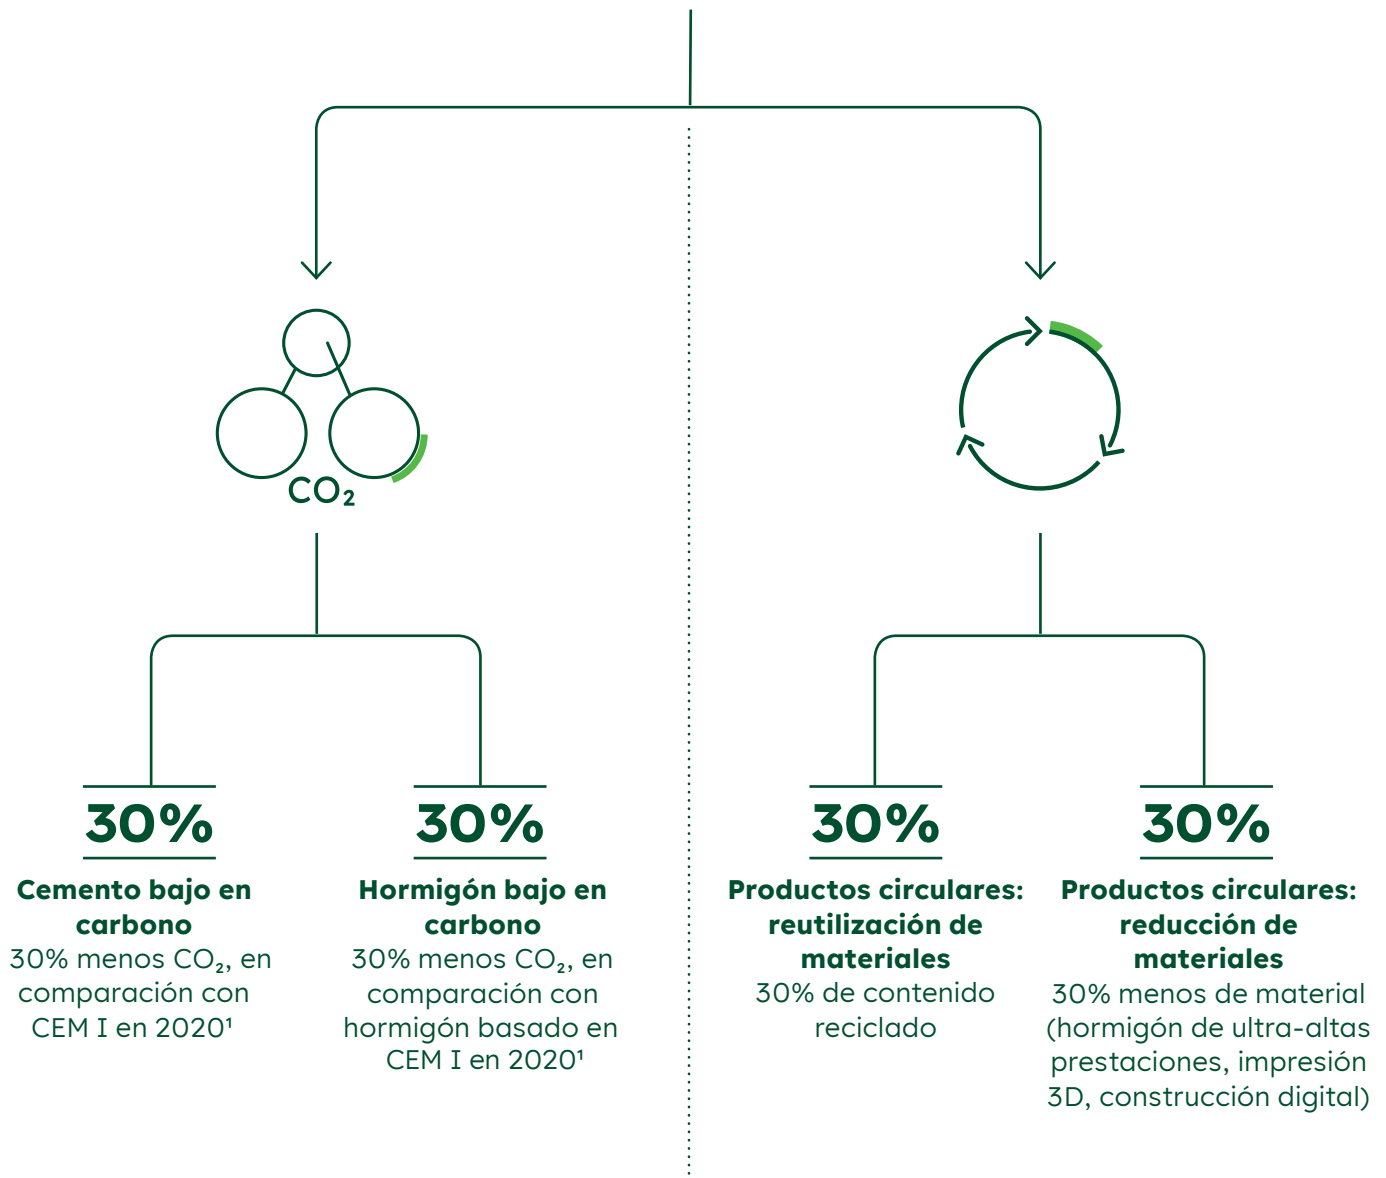 CO₂
30%
Cemento bajo en
carbono
30% menos CO₂, en
comparación con
CEM I en 2020¹
30%
Hormigón bajo en
carbono
30% menos CO₂, en
comparación con
hormigón basado en
CEM I en 2020¹
30%
Productos circulares:
reutilización de
materiales
30% de contenido
reciclado
30%
Productos circulares:
reducción de
materiales
30% menos de material
(hormigón de ultra-altas
prestaciones, impresión
3D, construcción digital)